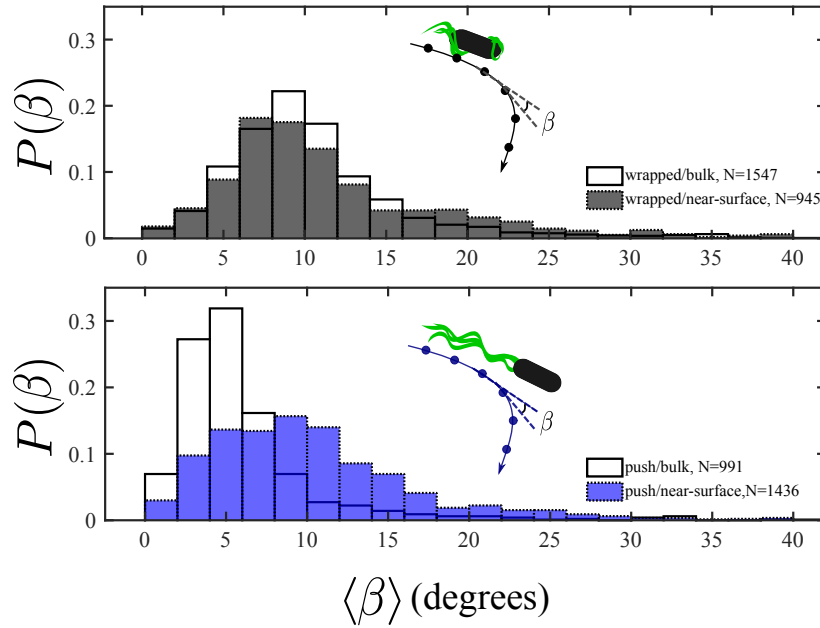 0.3
0.2
0.1
0
P(β)
β
wrapped/bulk, N=1547
wrapped/near-surface, N=945
0 5 10 15 20 25 30 35 40
0.3
0.2
0.1
0
P(β)
β
push/bulk, N=991
push/near-surface,N=1436
0 5 10 15 20 25 30 35 40
⟨β⟩ (degrees)